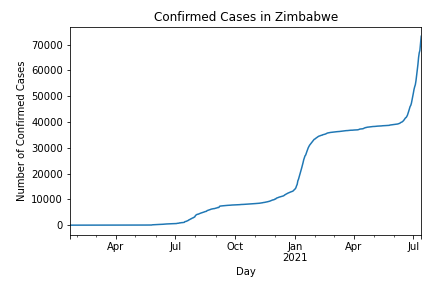 Confirmed Cases in Zimbabwe
Number of Confirmed Cases
70000
60000
50000
40000
30000
20000
10000
0
Apr Jul Oct Jan Apr Jul
2021
Day